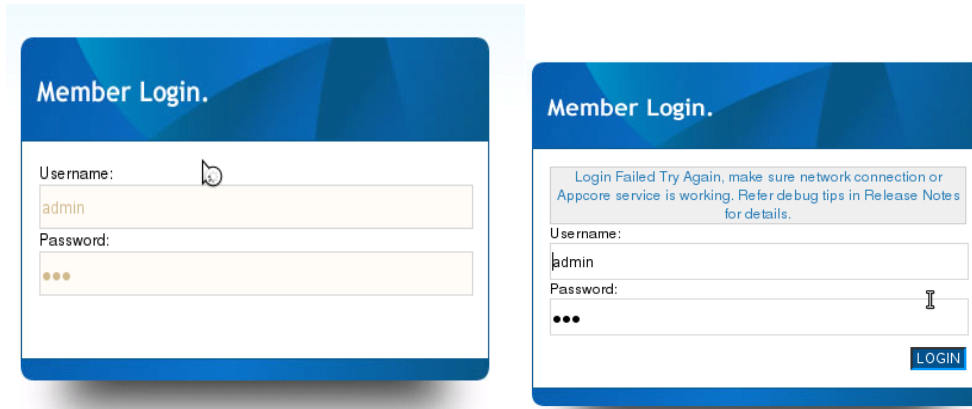 Member Login.
Username:
admin
Password:
●●●
Member Login.
Login Failed Try Again, make sure network connection or
Appcore service is working. Refer debug tips in Release Notes
for details.
Username:
admin
Password:
●●●
LOGIN